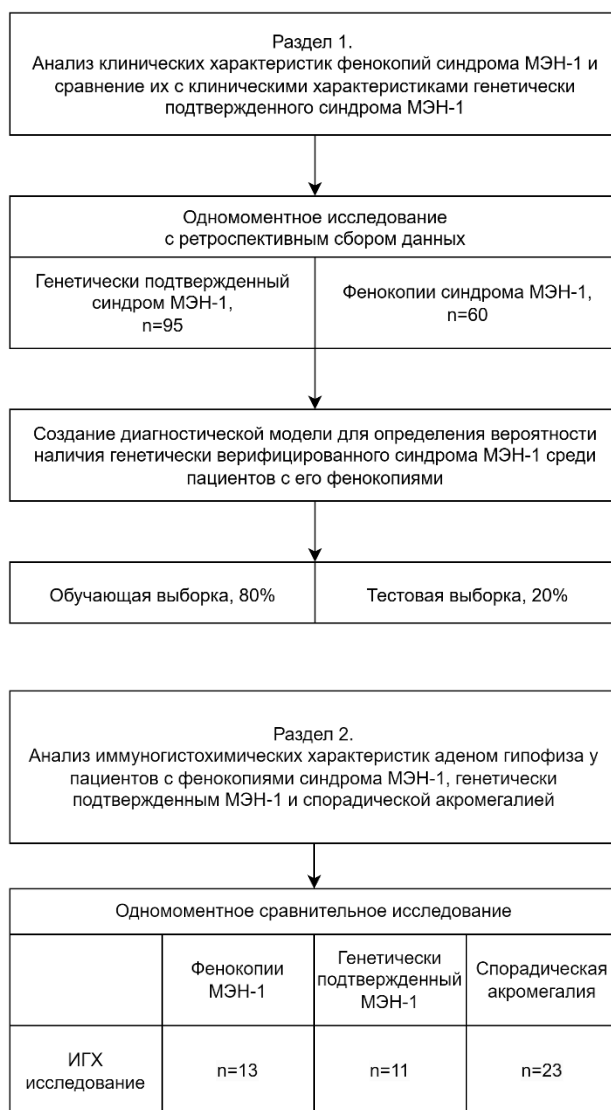 Раздел 1.
Анализ клинических характеристик фенокопий синдрома МЭН-1 и
сравнение их с клиническими характеристиками генетически
подтвержденного синдрома МЭН-1
Одномоментное исследование
с ретроспективным сбором данных
Генетически подтвержденный
синдром МЭН-1,
n=95
Фенокопии синдрома МЭН-1,
n=60
Создание диагностической модели для определения вероятности
наличия генетически верифицированного синдрома МЭН-1 среди
пациентов с его фенокопиями
Обучающая выборка, 80%
Тестовая выборка, 20%
Раздел 2.
Анализ иммуногистохимических характеристик аденом гипофиза у
пациентов с фенокопиями синдрома МЭН-1, генетически
подтвержденным МЭН-1 и спорадической акромегалией
Одномоментное сравнительное исследование
Фенокопии
МЭН-1
Генетически
подтвержденный
МЭН-1
Спорадическая
акромегалия
ИГХ
исследование
n=13
n=11
n=23